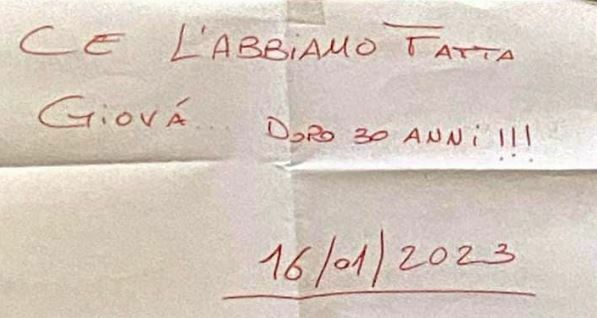 CE L'ABBIAMO FATTA
GIOVÁ... DOPO 30 ANNI!!!
16/01/2023